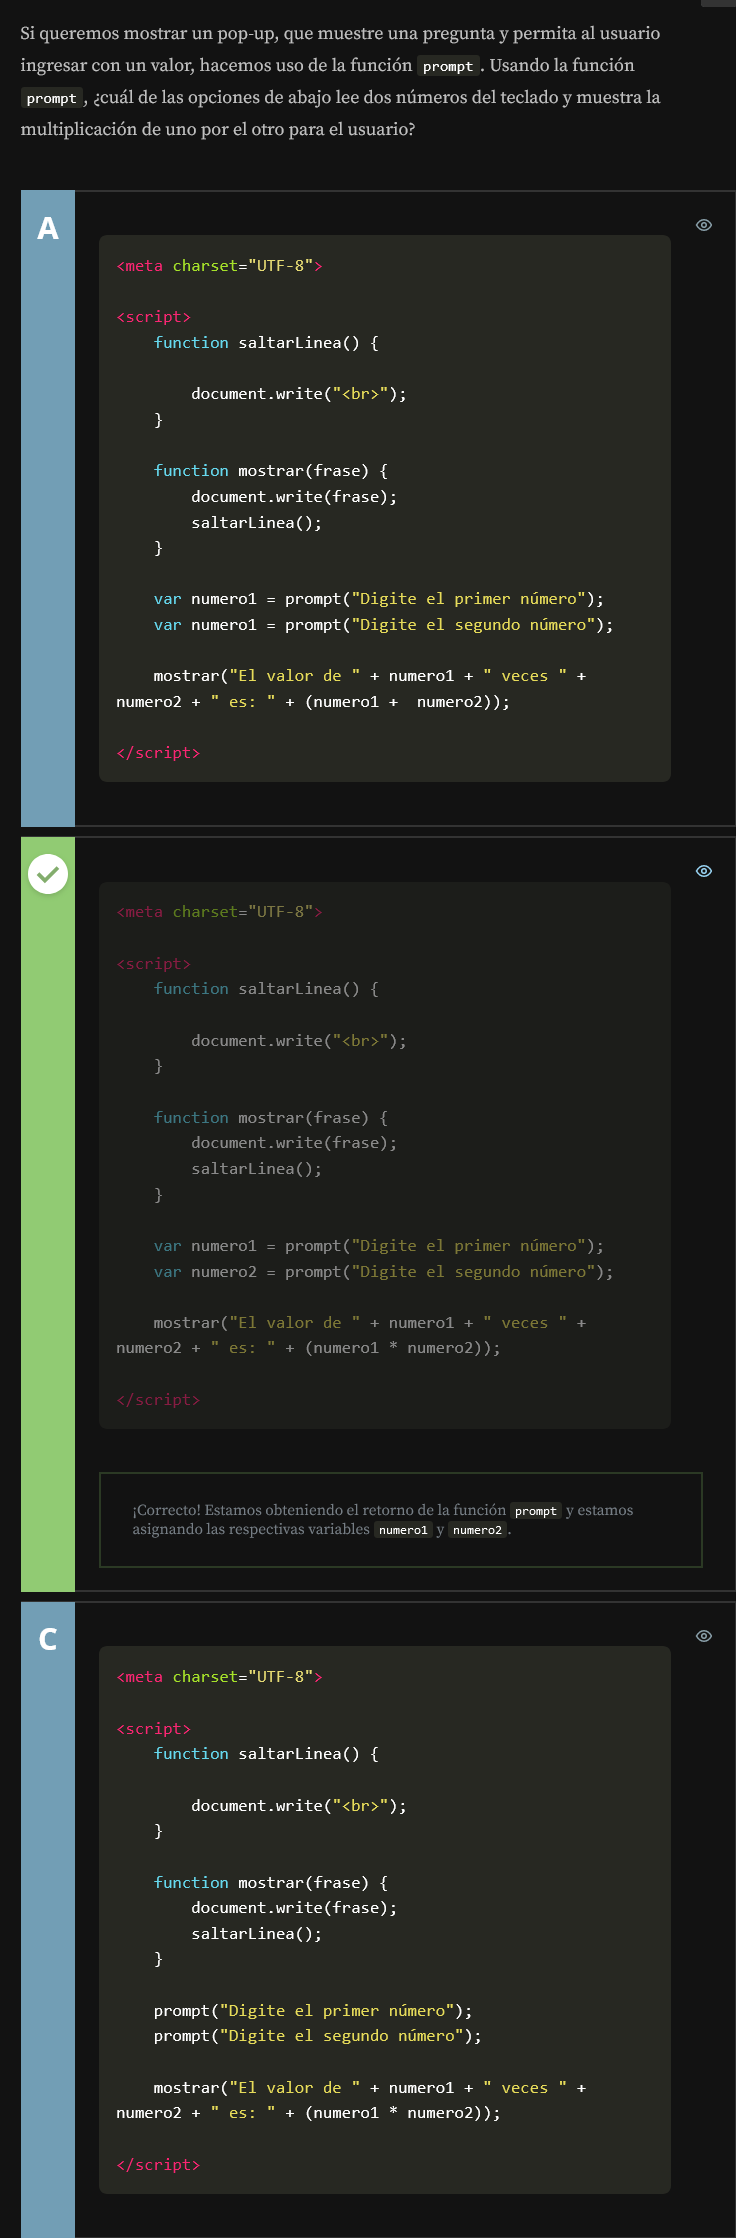 Si queremos mostrar un pop-up, que muestre una pregunta y permita al usuario
ingresar con un valor, hacemos uso de la función prompt. Usando la función
prompt, ¿cuál de las opciones de abajo lee dos números del teclado y muestra la
multiplicación de uno por el otro para el usuario?
A
<meta charset="UTF-8">
<script>
function saltarLinea() {
document.write("<br>");
}
function mostrar(frase) {
document.write(frase);
saltarLinea();
}
var numero1 = prompt("Digite el primer número");
var numero1 = prompt("Digite el segundo número");
mostrar("El valor de " + numero1 + " veces " +
numero2 + " es: " + (numero1 +  numero2));
</script>
<meta charset="UTF-8">
<script>
function saltarLinea() {
document.write("<br>");
}
function mostrar(frase) {
document.write(frase);
saltarLinea();
}
var numero1 = prompt("Digite el primer número");
var numero2 = prompt("Digite el segundo número");
mostrar("El valor de " + numero1 + " veces " +
numero2 + " es: " + (numero1 * numero2));
</script>
¡Correcto! Estamos obteniendo el retorno de la función prompt y estamos
asignando las respectivas variables numero1 y numero2.
C
<meta charset="UTF-8">
<script>
function saltarLinea() {
document.write("<br>");
}
function mostrar(frase) {
document.write(frase);
saltarLinea();
}
prompt("Digite el primer número");
prompt("Digite el segundo número");
mostrar("El valor de " + numero1 + " veces " +
numero2 + " es: " + (numero1 * numero2));
</script>